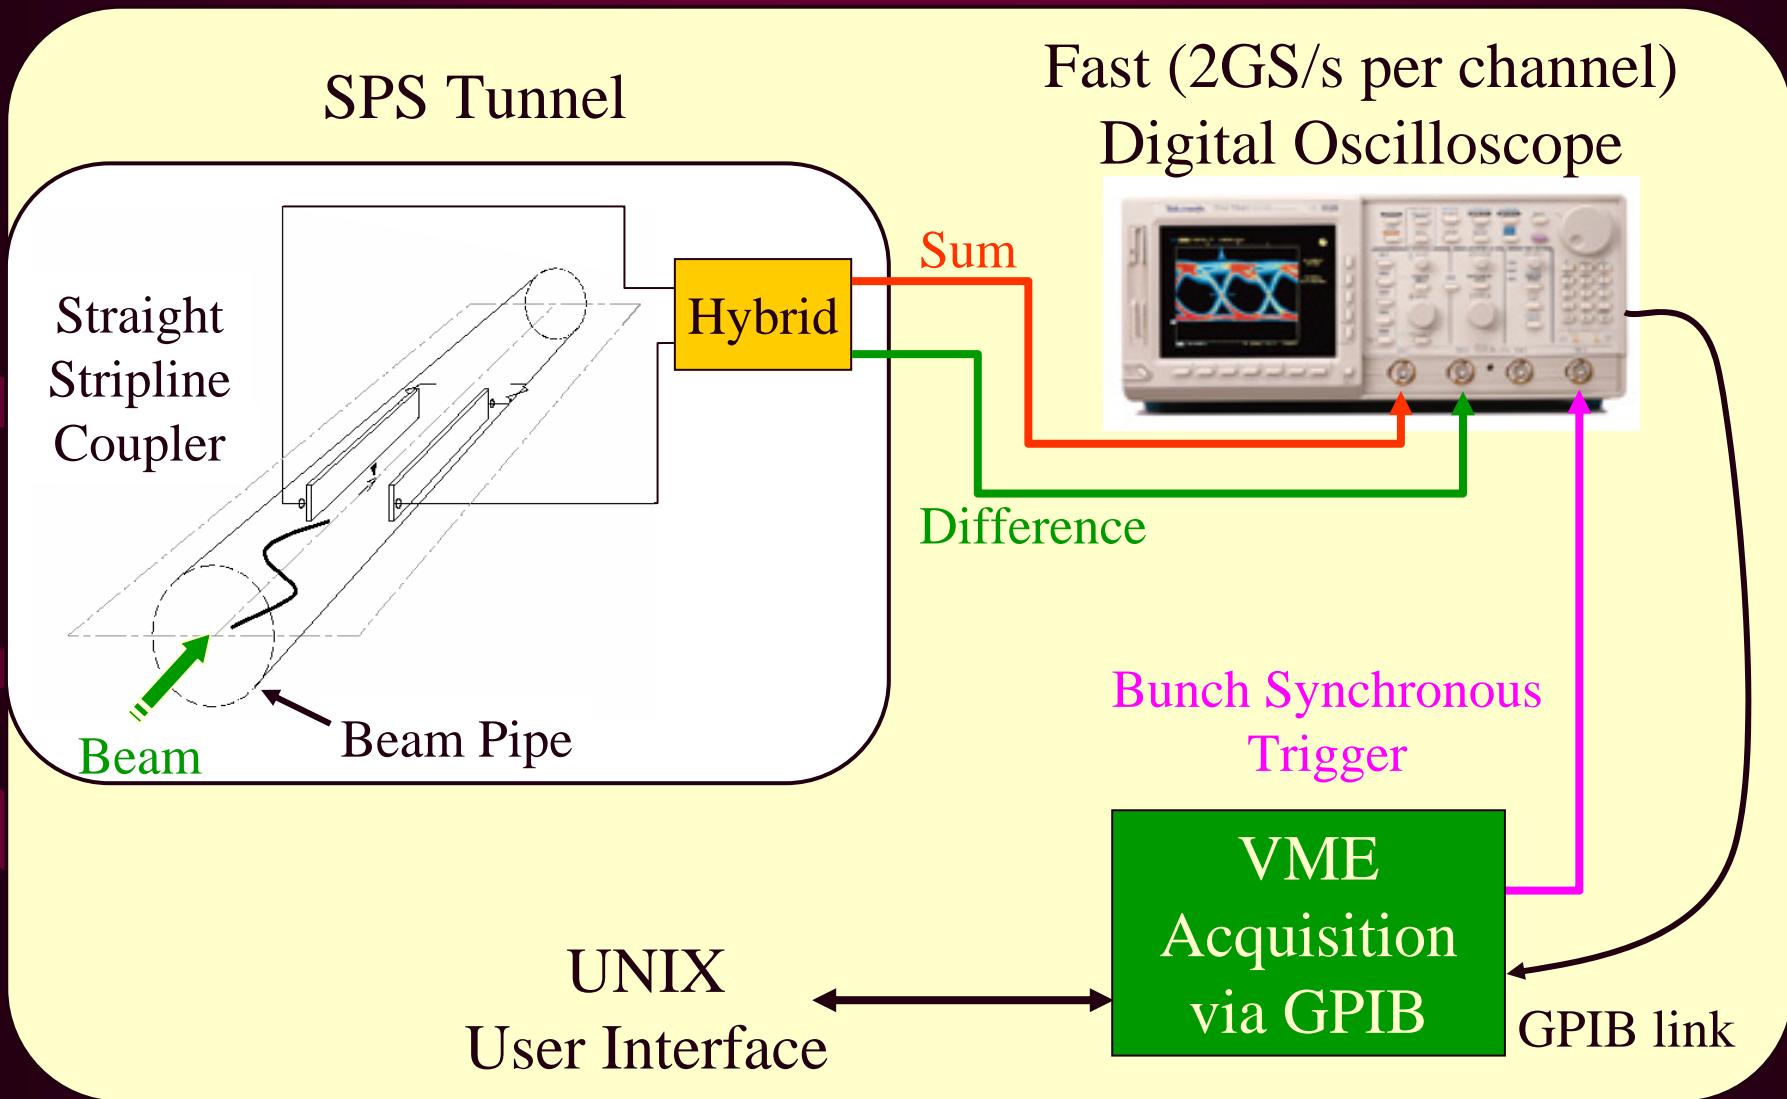 SPS Tunnel
Fast (2GS/s per channel)
Digital Oscilloscope
Straight
Stripline
Coupler
Hybrid
Sum
Difference
Tektronix
Beam
Beam Pipe
Bunch Synchronous
Trigger
VME
Acquisition
via GPIB
GPIB link
UNIX
User Interface